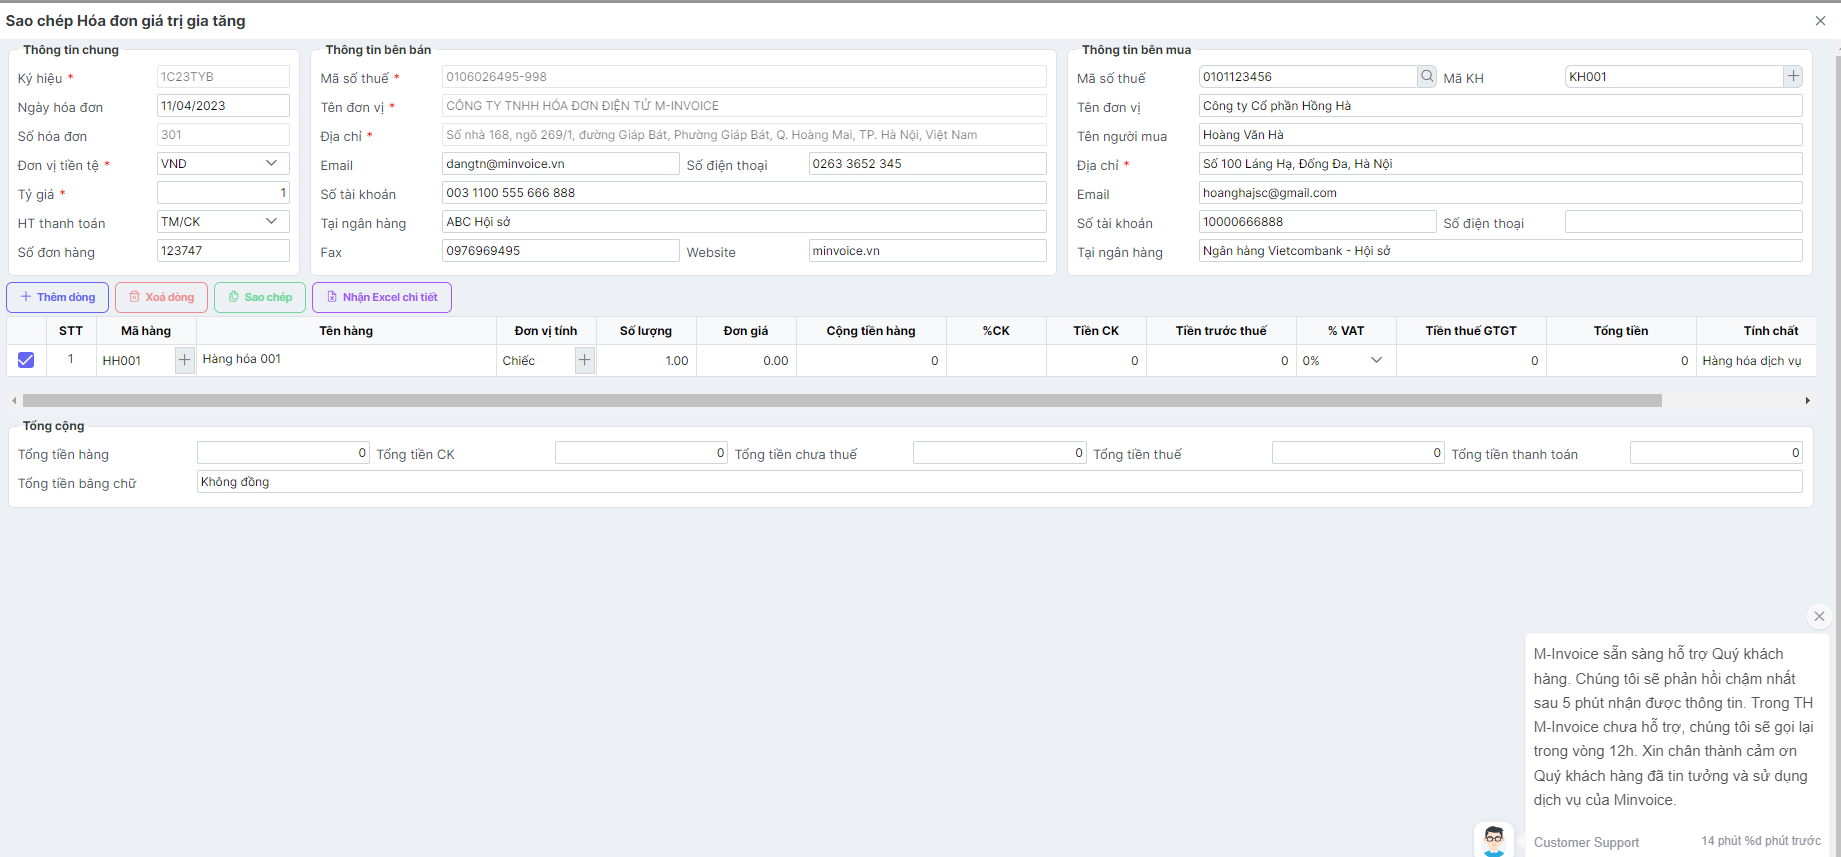 Sao chép Hóa đơn giá trị gia tăng
Thông tin chung
Ký hiệu *
1C23TYB
Ngày hóa đơn
11/04/2023
Số hóa đơn
301
Đơn vị tiền tệ *
VND
Tỷ giá *
1
HT thanh toán
TM/CK
Số đơn hàng
123747
Thông tin bên bán
Mã số thuế *
0106026495-998
Tên đơn vị *
CÔNG TY TNHH HÓA ĐƠN ĐIỆN TỬ M-INVOICE
Địa chỉ *
Số nhà 168, ngõ 269/1, đường Giáp Bát, Phường Giáp Bát, Q. Hoàng Mai, TP. Hà Nội, Việt Nam
Email
dangtn@minvoice.vn
Số điện thoại
0263 3652 345
Số tài khoản
003 1100 555 666 888
Tại ngân hàng
ABC Hội sở
Fax
0976969495
Website
minvoice.vn
Thông tin bên mua
Mã số thuế
0101123456
Mã KH
KH001
Tên đơn vị
Công ty Cổ phần Hồng Hà
Tên người mua
Hoàng Văn Hà
Địa chỉ *
Số 100 Láng Hạ, Đống Đa, Hà Nội
Email
hoanghajsc@gmail.com
Số tài khoản
10000666888
Số điện thoại
Tại ngân hàng
Ngân hàng Vietcombank - Hội sở
Thêm dòng
Xoá dòng
Sao chép
Nhận Excel chi tiết
STT Mã hàng Tên hàng Đơn vị tính Số lượng Đơn giá Cộng tiền hàng %CK Tiền CK Tiền trước thuế % VAT Tiền thuế GTGT Tổng tiền Tính chất
1 HH001 Hàng hóa 001 Chiếc 1.00 0.00 0 0 0 0% 0 0 Hàng hóa dịch vụ
Tổng cộng
Tổng tiền hàng 0 Tổng tiền CK 0 Tổng tiền chưa thuế 0 Tổng tiền thuế 0 Tổng tiền thanh toán 0
Tổng tiền bằng chữ Không đồng
M-Invoice sẵn sàng hỗ trợ Quý khách
hàng. Chúng tôi sẽ phản hồi chậm nhất
sau 5 phút nhận được thông tin. Trong TH
M-Invoice chưa hỗ trợ, chúng tôi sẽ gọi lại
trong vòng 12h. Xin chân thành cảm ơn
Quý khách hàng đã tin tưởng và sử dụng
dịch vụ của Minvoice.
Customer Support
14 phút %d phút trước